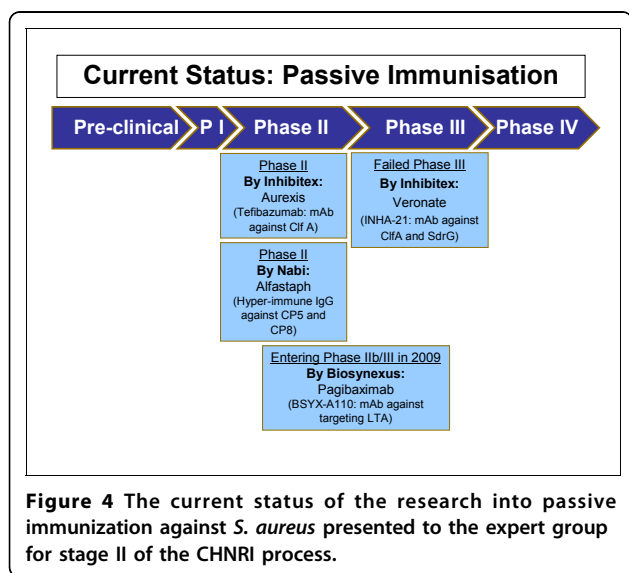 Current Status: Passive Immunisation
Pre-clinical P I Phase II Phase III Phase IV
Phase II
By Inhibitex:
Aurexis
(Tefibazumab: mAb
against Clf A)
Failed Phase III
By Inhibitex:
Veronate
(INHA-21: mAb against
ClfA and SdrG)
Phase II
By Nabi:
Alfastaph
(Hyper-immune IgG
against CP5 and
CP8)
Entering Phase IIb/III in 2009
By Biosynexus:
Pagibaximab
(BSYX-A110: mAb against
targeting LTA)
Figure 4 The current status of the research into passive
immunization against S. aureus presented to the expert group
for stage II of the CHNRI process.